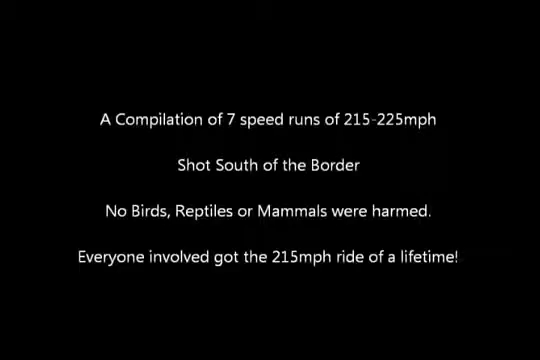 A Compilation of 7 speed runs of 215-225mph
Shot South of the Border
No Birds, Reptiles or Mammals were harmed.
Everyone involved got the 215mph ride of a lifetime!